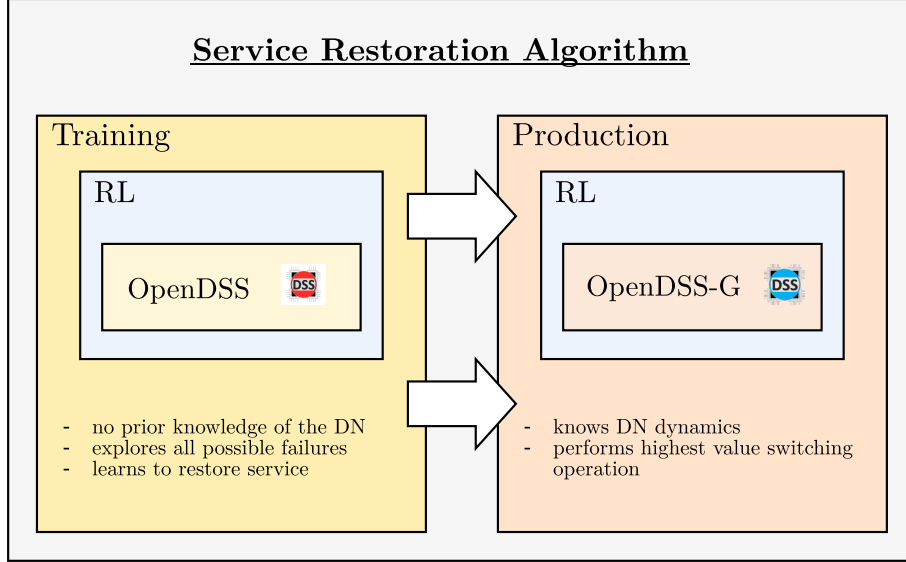 Service Restoration Algorithm
Training
RL
OpenDSS
DSS
- no prior knowledge of the DN
- explores all possible failures
- learns to restore service
Production
RL
OpenDSS-G
DSS
- knows DN dynamics
- performs highest value switching
operation